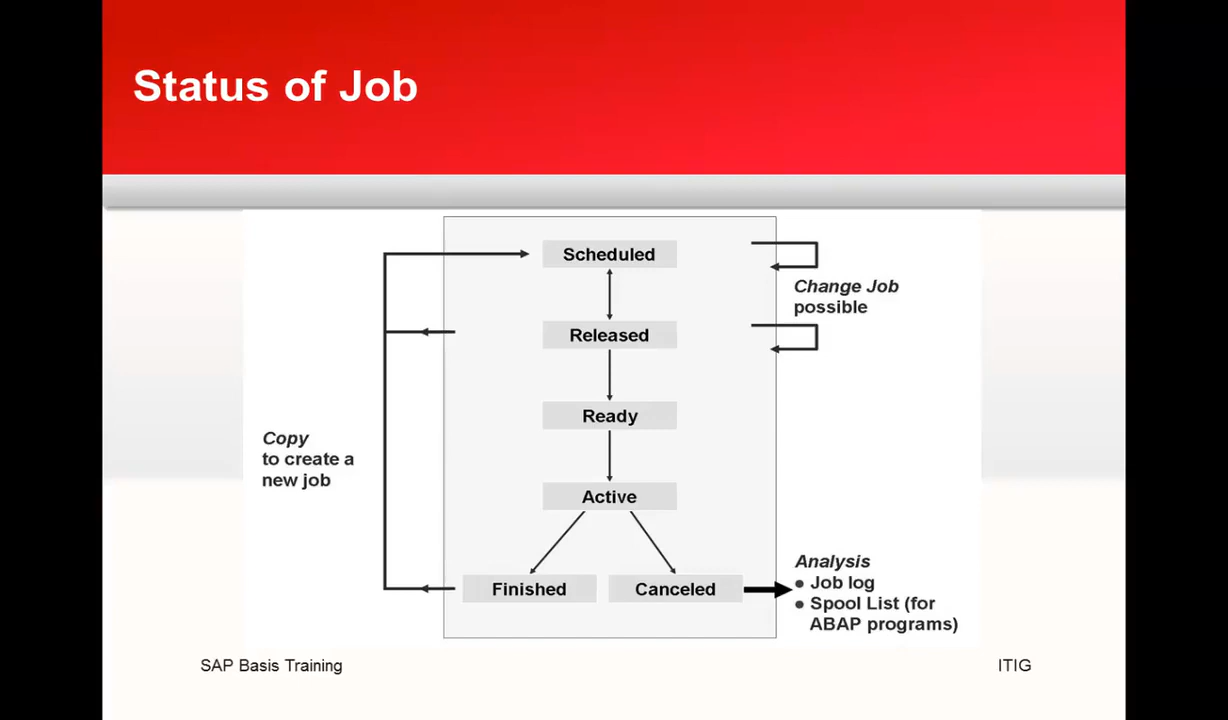 Status of Job
Scheduled
Change Job
possible
Released
Ready
Copy
to create a
new job
Active
Finished
Canceled
Analysis
● Job log
● Spool List (for
ABAP programs)
SAP Basis Training
ITIG